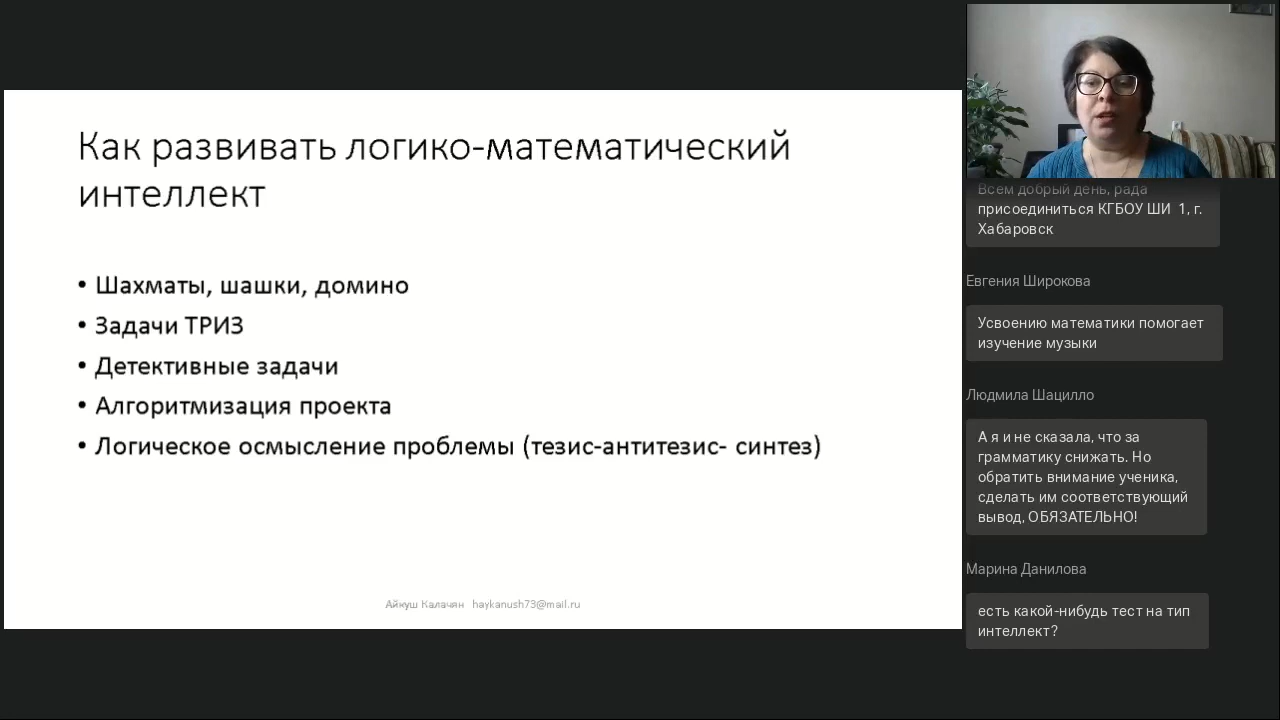 Как развивать логико-математический
интеллект
• Шахматы, шашки, домино
• Задачи ТРИЗ
• Детективные задачи
• Алгоритмизация проекта
• Логическое осмысление проблемы (тезис-антитезис- синтез)
Айкуш Калачян haykanush73@mail.ru
Всем добрый день, рада
присоединиться КГБОУ ШИ 1, г.
Хабаровск
Евгения Широкова
Усвоению математики помогает
изучение музыки
Людмила Шацилло
А я и не сказала, что за
грамматику снижать. Но
обратить внимание ученика,
сделать им соответствующий
вывод, ОБЯЗАТЕЛЬНО!
Марина Данилова
есть какой-нибудь тест на тип
интеллект?